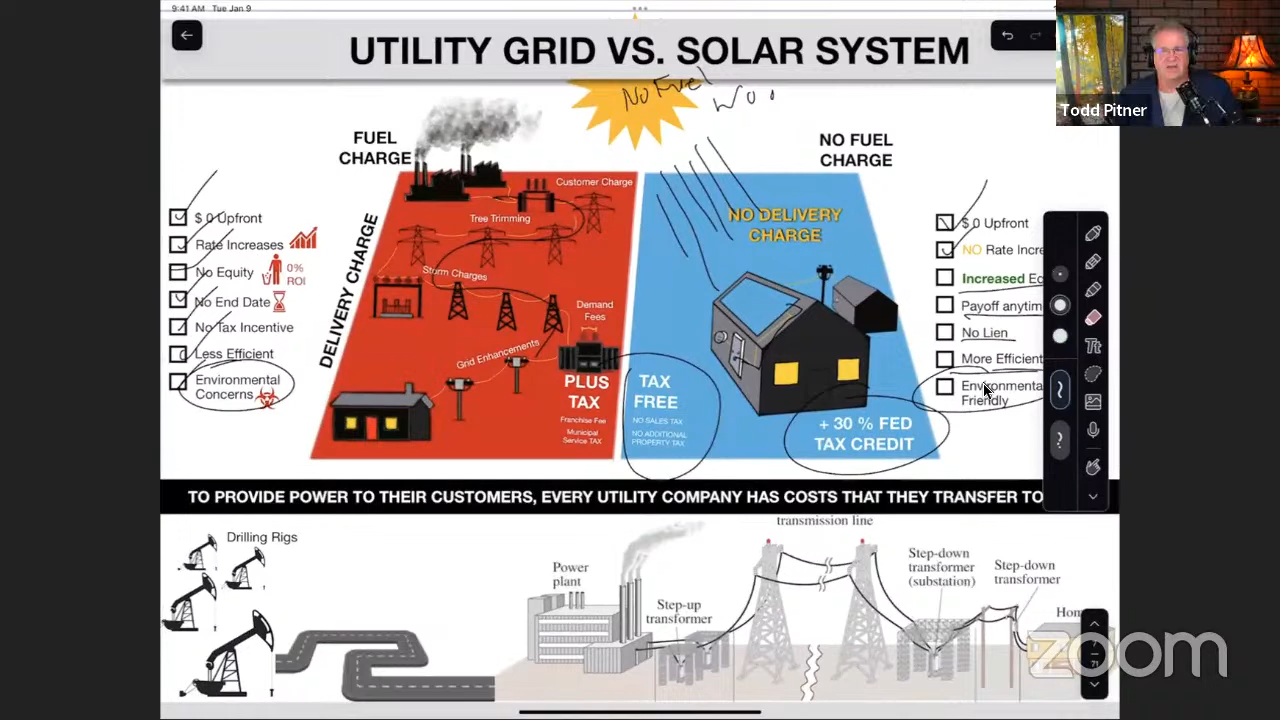 9:41 AM Tue Jan 9
UTILITY GRID VS. SOLAR SYSTEM
Todd Pitner
No Fuel
FUEL
CHARGE
NO FUEL
CHARGE
$ 0 Upfront
Rate Increases
No Equity
0%
ROI
No End Date
No Tax Incentive
Less Efficient
Environmental
Concerns
DELIVERY CHARGE
Customer Charge
Tree Trimming
Storm Charges
Demand
Fees
Grid Enhancements
PLUS
TAX
Franchise Fee
Municipal
Service TAX
NO DELIVERY
CHARGE
TAX
FREE
NO SALES TAX
NO ADDITIONAL
PROPERTY TAX
+ 30 % FED
TAX CREDIT
$ 0 Upfront
NO Rate Incre
Increased Eq
Payoff anytim
No Lien
More Efficient
Environmenta
Friendly
Tt
TO PROVIDE POWER TO THEIR CUSTOMERS, EVERY UTILITY COMPANY HAS COSTS THAT THEY TRANSFER TO
Drilling Rigs
Power
plant
Step-up
transformer
transmission line
Step-down
transformer
(substation)
Step-down
transformer
Hom
71
zoom